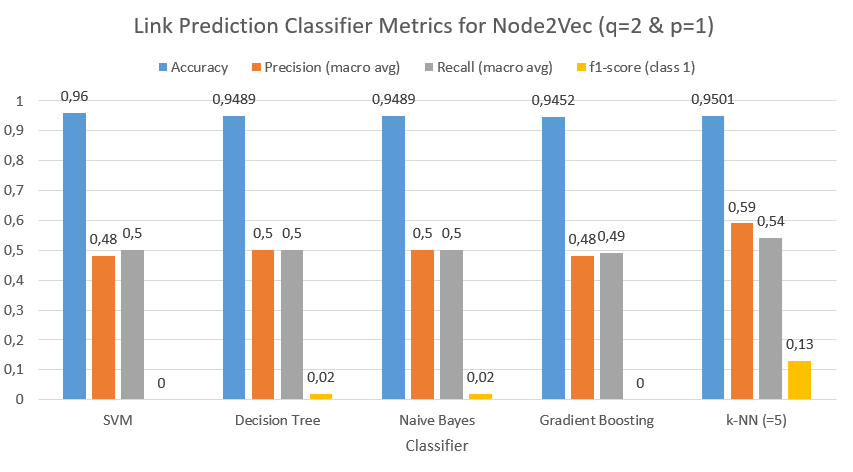 Link Prediction Classifier Metrics for Node2Vec (q=2 & p=1)
Accuracy Precision (macro avg) Recall (macro avg) f1-score (class 1)
1
0,9
0,8
0,7
0,6
0,5
0,4
0,3
0,2
0,1
0
0,96 0,48 0,5 0
0,9489 0,5 0,5 0,02
0,9489 0,5 0,5 0,02
0,9452 0,48 0,49 0
0,9501 0,59 0,54 0,13
SVM Decision Tree Naive Bayes Gradient Boosting k-NN (=5)
Classifier